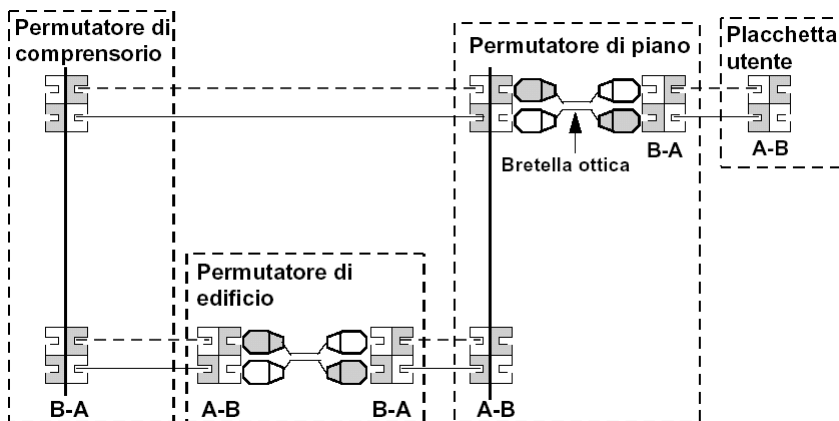 Permutatore di
comprensorio
Permutatore di piano
Placchetta
utente
B-A
A-B
Bretella ottica
Permutatore di
edificio
B-A
A-B
B-A
A-B